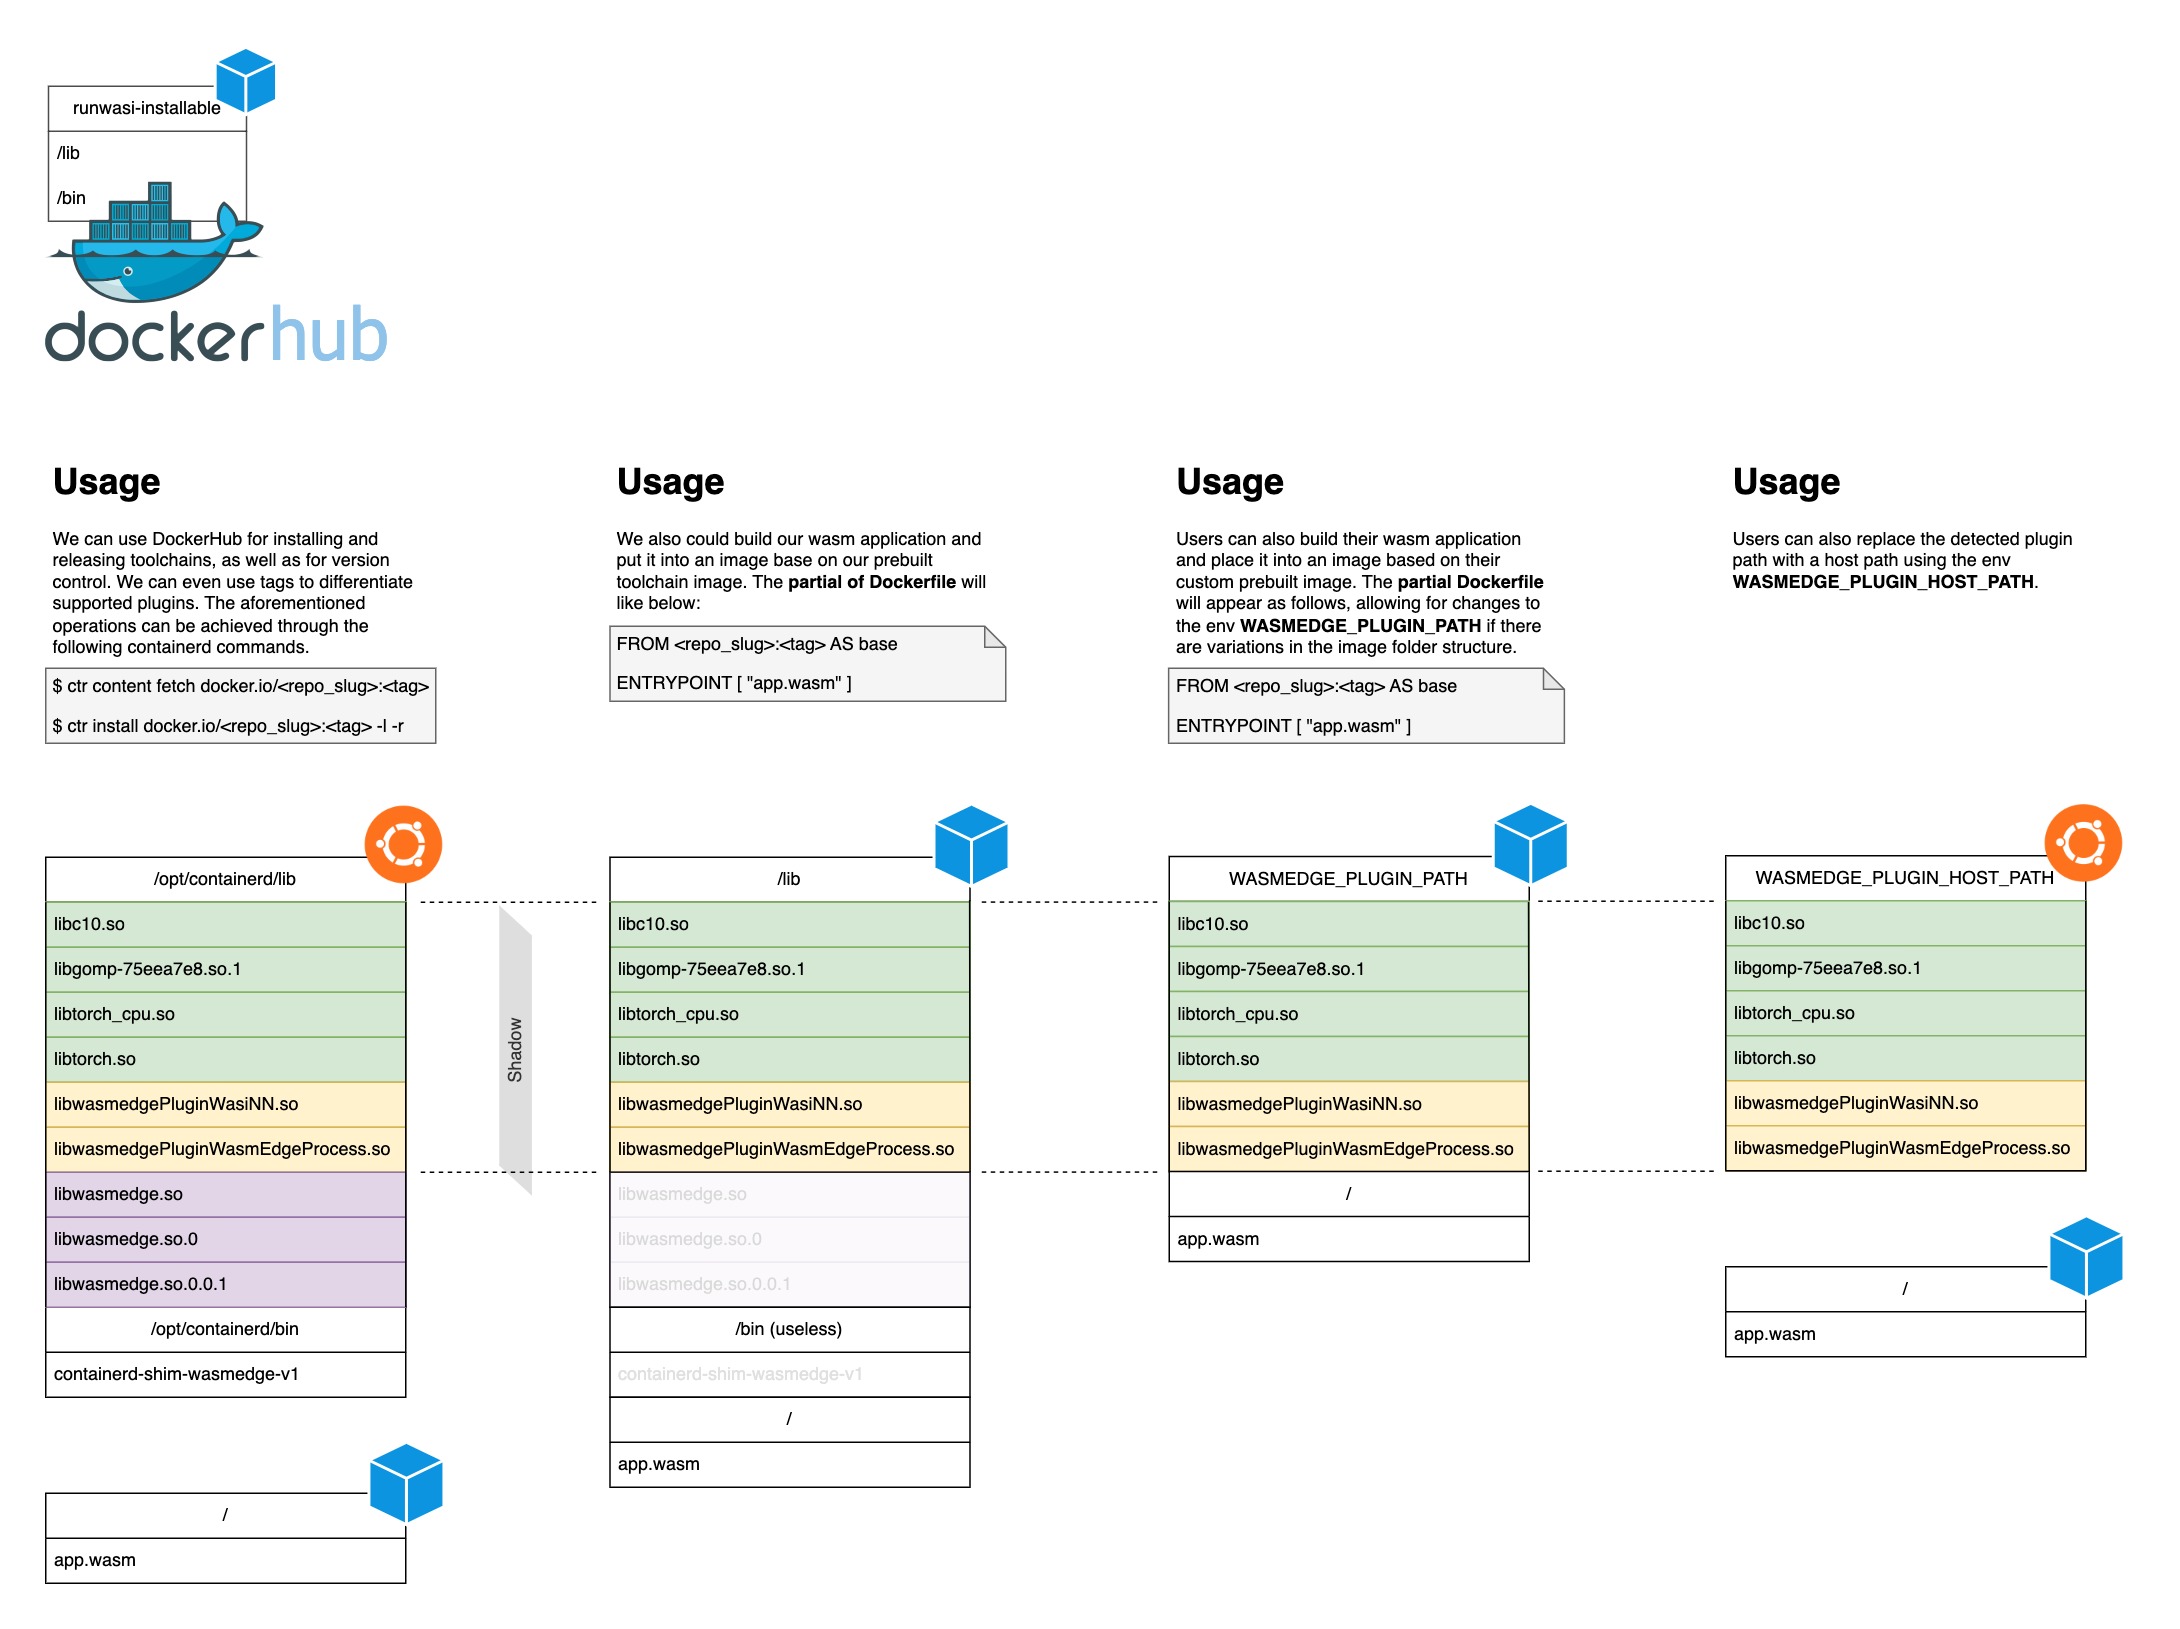 runwasi-installable
/lib
/bin
dockerhub
Usage
We can use DockerHub for installing and
releasing toolchains, as well as for version
control. We can even use tags to differentiate
supported plugins. The aforementioned
operations can be achieved through the
following containerd commands.
$ ctr content fetch docker.io/<repo_slug>:<tag>
$ ctr install docker.io/<repo_slug>:<tag> -l -r
Usage
We also could build our wasm application and
put it into an image base on our prebuilt
toolchain image. The partial of Dockerfile will
like below:
FROM <repo_slug>:<tag> AS base
ENTRYPOINT [ "app.wasm" ]
Usage
Users can also build their wasm application
and place it into an image based on their
custom prebuilt image. The partial Dockerfile
will appear as follows, allowing for changes to
the env WASMEDGE_PLUGIN_PATH if there
are variations in the image folder structure.
FROM <repo_slug>:<tag> AS base
ENTRYPOINT [ "app.wasm" ]
Usage
Users can also replace the detected plugin
path with a host path using the env
WASMEDGE_PLUGIN_HOST_PATH.
/opt/containerd/lib
libc10.so
libgomp-75eea7e8.so.1
libtorch_cpu.so
libtorch.so
libwasmedgePluginWasiNN.so
libwasmedgePluginWasmEdgeProcess.so
libwasmedge.so
libwasmedge.so.0
libwasmedge.so.0.0.1
/opt/containerd/bin
containerd-shim-wasmedge-v1
/
app.wasm
Shadow
/lib
libc10.so
libgomp-75eea7e8.so.1
libtorch_cpu.so
libtorch.so
libwasmedgePluginWasiNN.so
libwasmedgePluginWasmEdgeProcess.so
libwasmedge.so
libwasmedge.so.0
libwasmedge.so.0.0.1
/bin (useless)
containerd-shim-wasmedge-v1
/
app.wasm
WASMEDGE_PLUGIN_PATH
libc10.so
libgomp-75eea7e8.so.1
libtorch_cpu.so
libtorch.so
libwasmedgePluginWasiNN.so
libwasmedgePluginWasmEdgeProcess.so
/
app.wasm
WASMEDGE_PLUGIN_HOST_PATH
libc10.so
libgomp-75eea7e8.so.1
libtorch_cpu.so
libtorch.so
libwasmedgePluginWasiNN.so
libwasmedgePluginWasmEdgeProcess.so
/
app.wasm